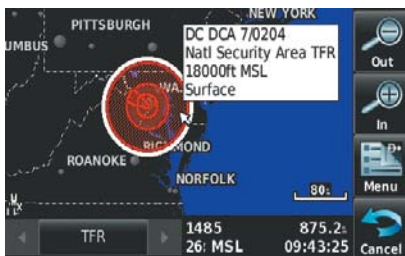 NEW YORK
PITTSBURGH
DC DCA 7/0204
Natl Security Area TFR
18000ft MSL
Surface
UMBUS
WA
RICHMOND
ROANOKE
NORFOLK
80
TFR
1485
875.2
26: MSL
09:43:25
Out
In
Menu
Cancel